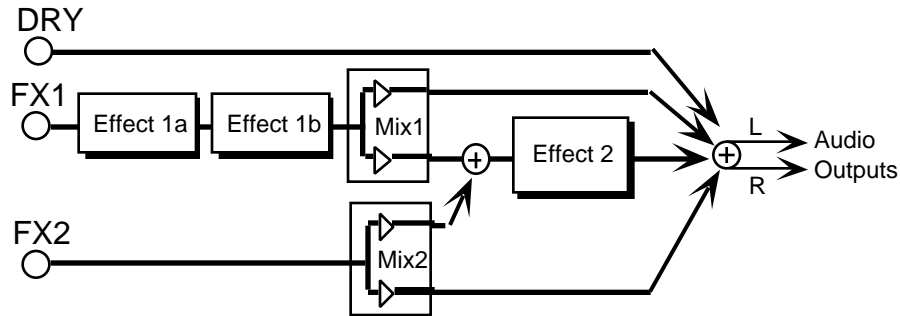 DRY
FX1
Effect 1a
Effect 1b
Mix1
+
Effect 2
+
L
R
Audio
Outputs
FX2
Mix2